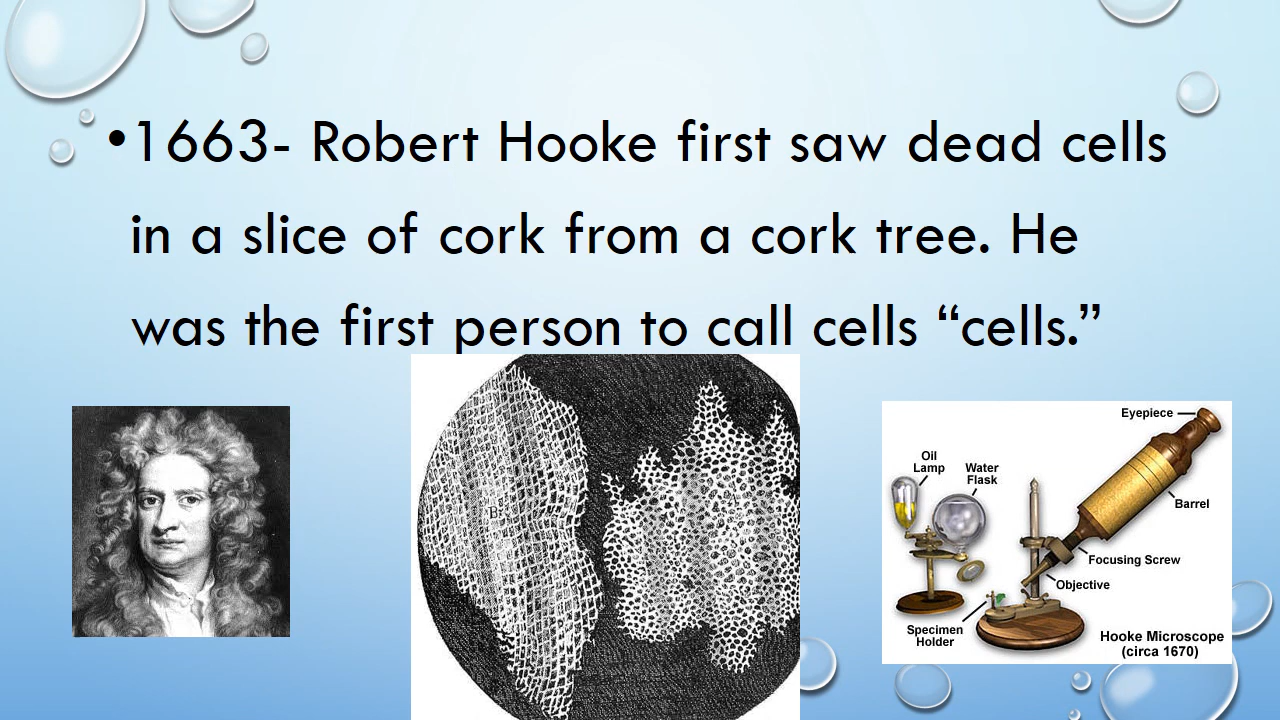 •1663- Robert Hooke first saw dead cells
in a slice of cork from a cork tree. He
was the first person to call cells “cells.”
B:
Eyepiece
Oil
Lamp
Water
Flask
Barrel
Focusing Screw
Objective
Specimen
Holder
Hooke Microscope
(circa 1670)